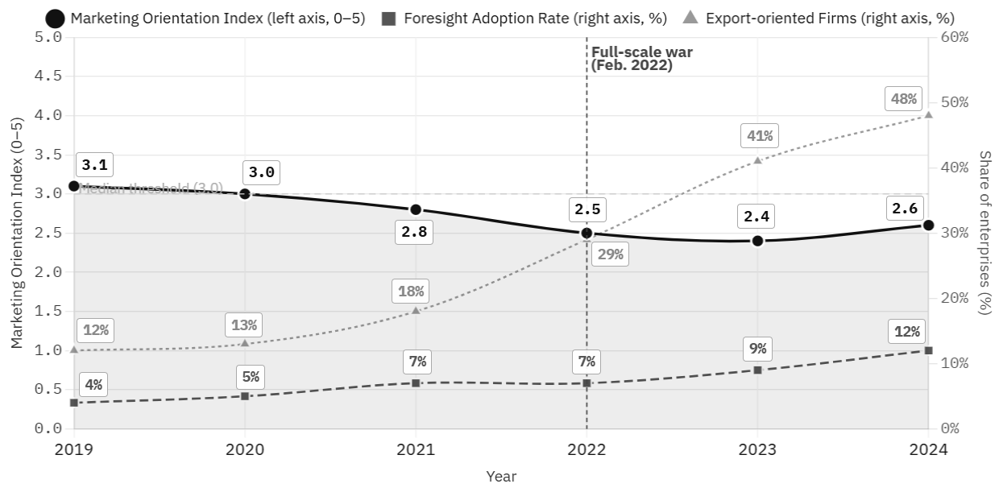 Marketing Orientation Index (left axis, 0–5) Foresight Adoption Rate (right axis, %) Export-oriented Firms (right axis, %)
5.0 60%
Full-scale war
(Feb. 2022)
4.5
48% 50%
4.0
41%
3.5
3.1 3.0 40%
Median threshold (3.0)
3.0
2.5 2.4 2.6
2.8
2.5 30%
29%
2.0
18% 20%
1.5
12% 13%
12%
1.0
7% 7% 9% 10%
4% 5%
0.5
0.0 0%
2019 2020 2021 2022 2023 2024
Year
Marketing Orientation Index (0–5)
Share of enterprises (%)